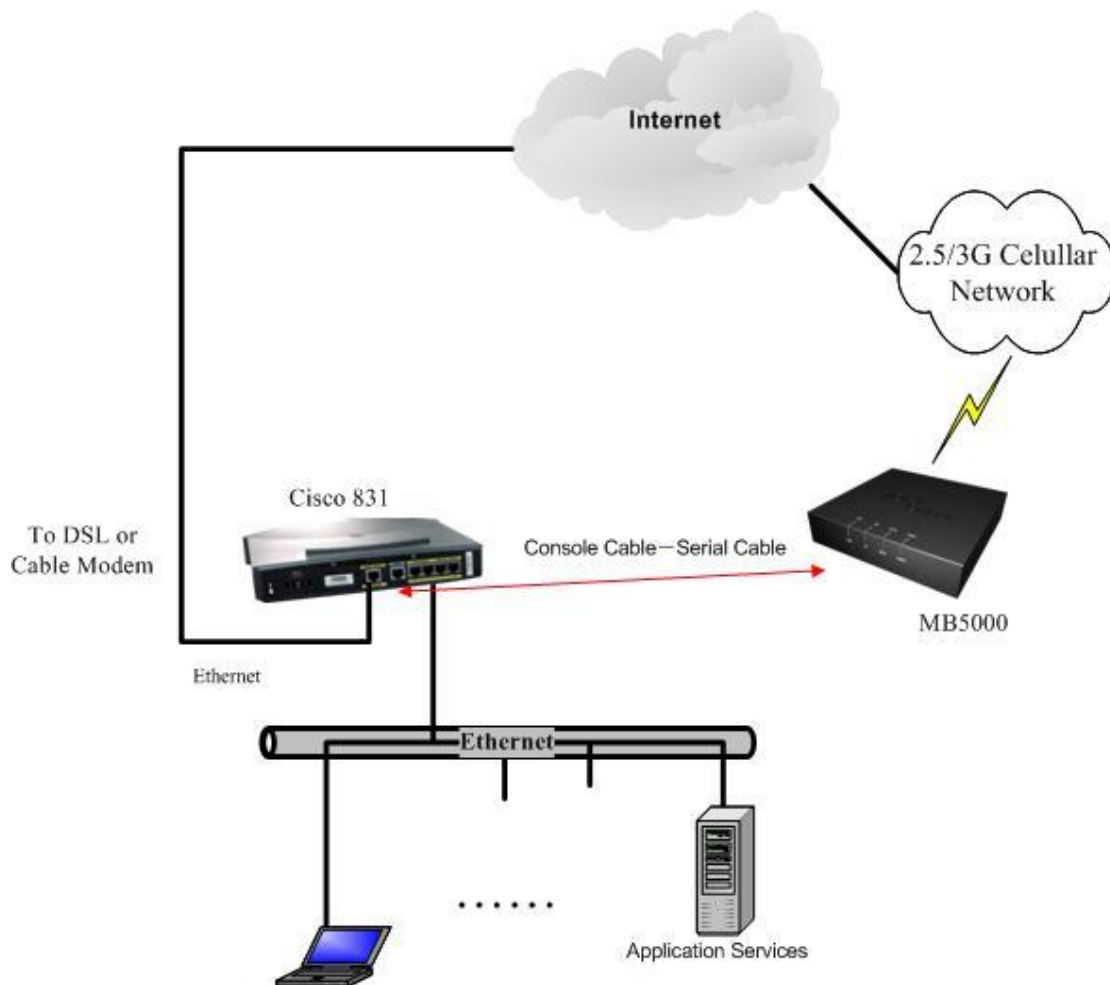 Internet
2.5/3G Celullar
Network
Cisco 831
To DSL or
Cable Modem
Console Cable－Serial Cable
MB5000
Ethernet
Ethernet
Application Services